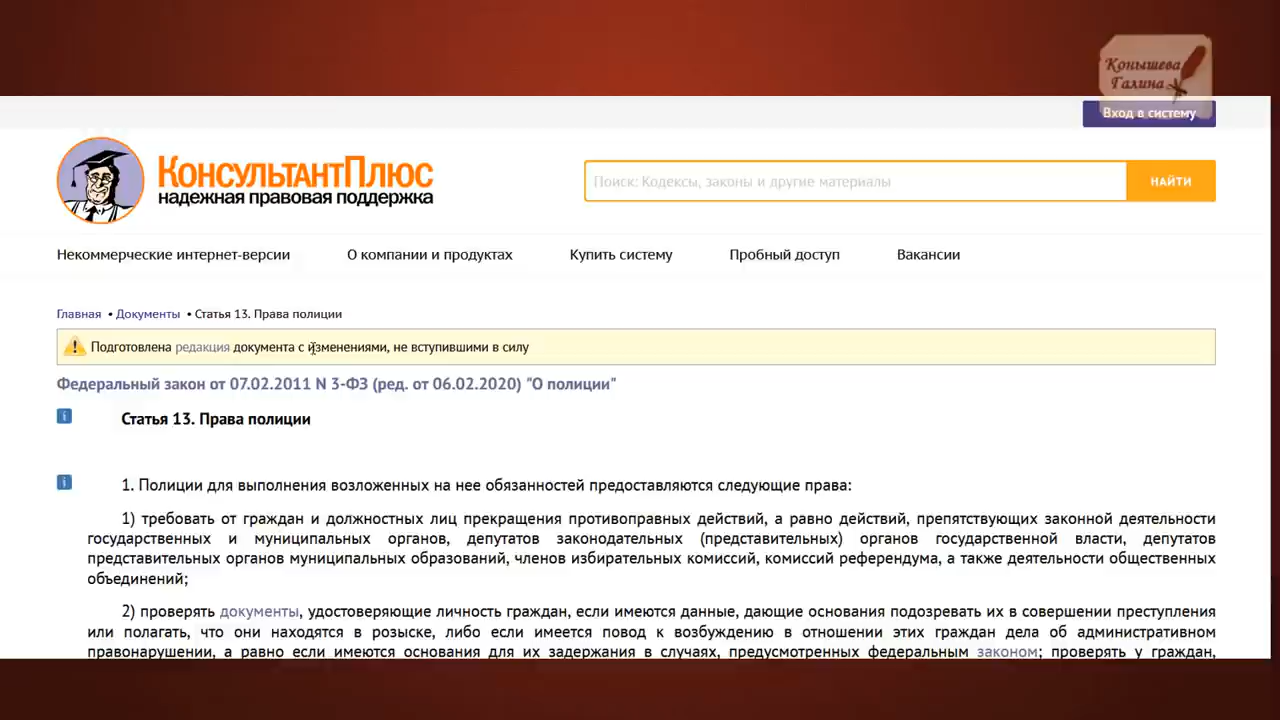 Конышева
Галина
Вход в систему
КонсультантПлюс
надежная правовая поддержка
Поиск: Кодексы, законы и другие материалы
НАЙТИ
Некоммерческие интернет-версии О компании и продуктах Купить систему Пробный доступ Вакансии
Главная • Документы • Статья 13. Права полиции
Подготовлена редакция документа с изменениями, не вступившими в силу
Федеральный закон от 07.02.2011 N 3-ФЗ (ред. от 06.02.2020) "О полиции"
Статья 13. Права полиции
1. Полиции для выполнения возложенных на нее обязанностей предоставляются следующие права:
1) требовать от граждан и должностных лиц прекращения противоправных действий, а равно действий, препятствующих законной деятельности
государственных и муниципальных органов, депутатов законодательных (представительных) органов государственной власти, депутатов
представительных органов муниципальных образований, членов избирательных комиссий, комиссий референдума, а также деятельности общественных
объединений;
2) проверять документы, удостоверяющие личность граждан, если имеются данные, дающие основания подозревать их в совершении преступления
или полагать, что они находятся в розыске, либо если имеется повод к возбуждению в отношении этих граждан дела об административном
правонарушении, а равно если имеются основания для их задержания в случаях, предусмотренных федеральным законом; проверять у граждан,